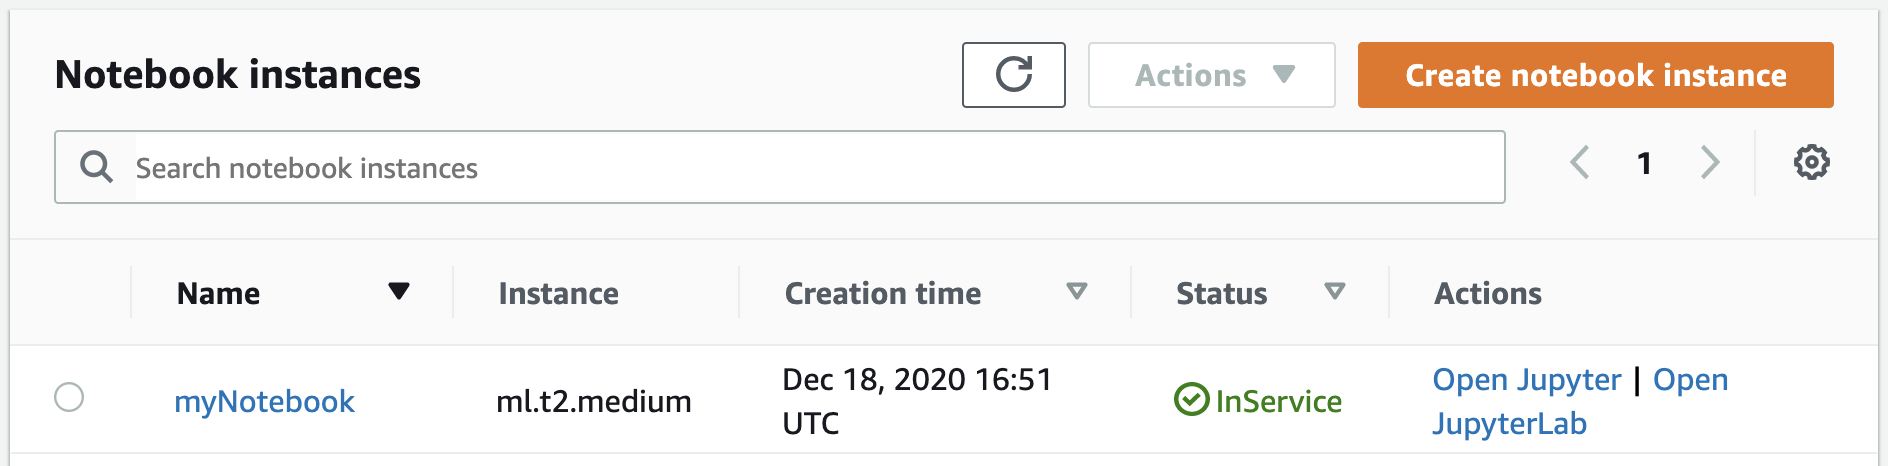 Notebook instances
Actions
Create notebook instance
Search notebook instances
1
Name Instance Creation time Status Actions
myNotebook ml.t2.medium Dec 18, 2020 16:51 UTC InService Open Jupyter | Open JupyterLab